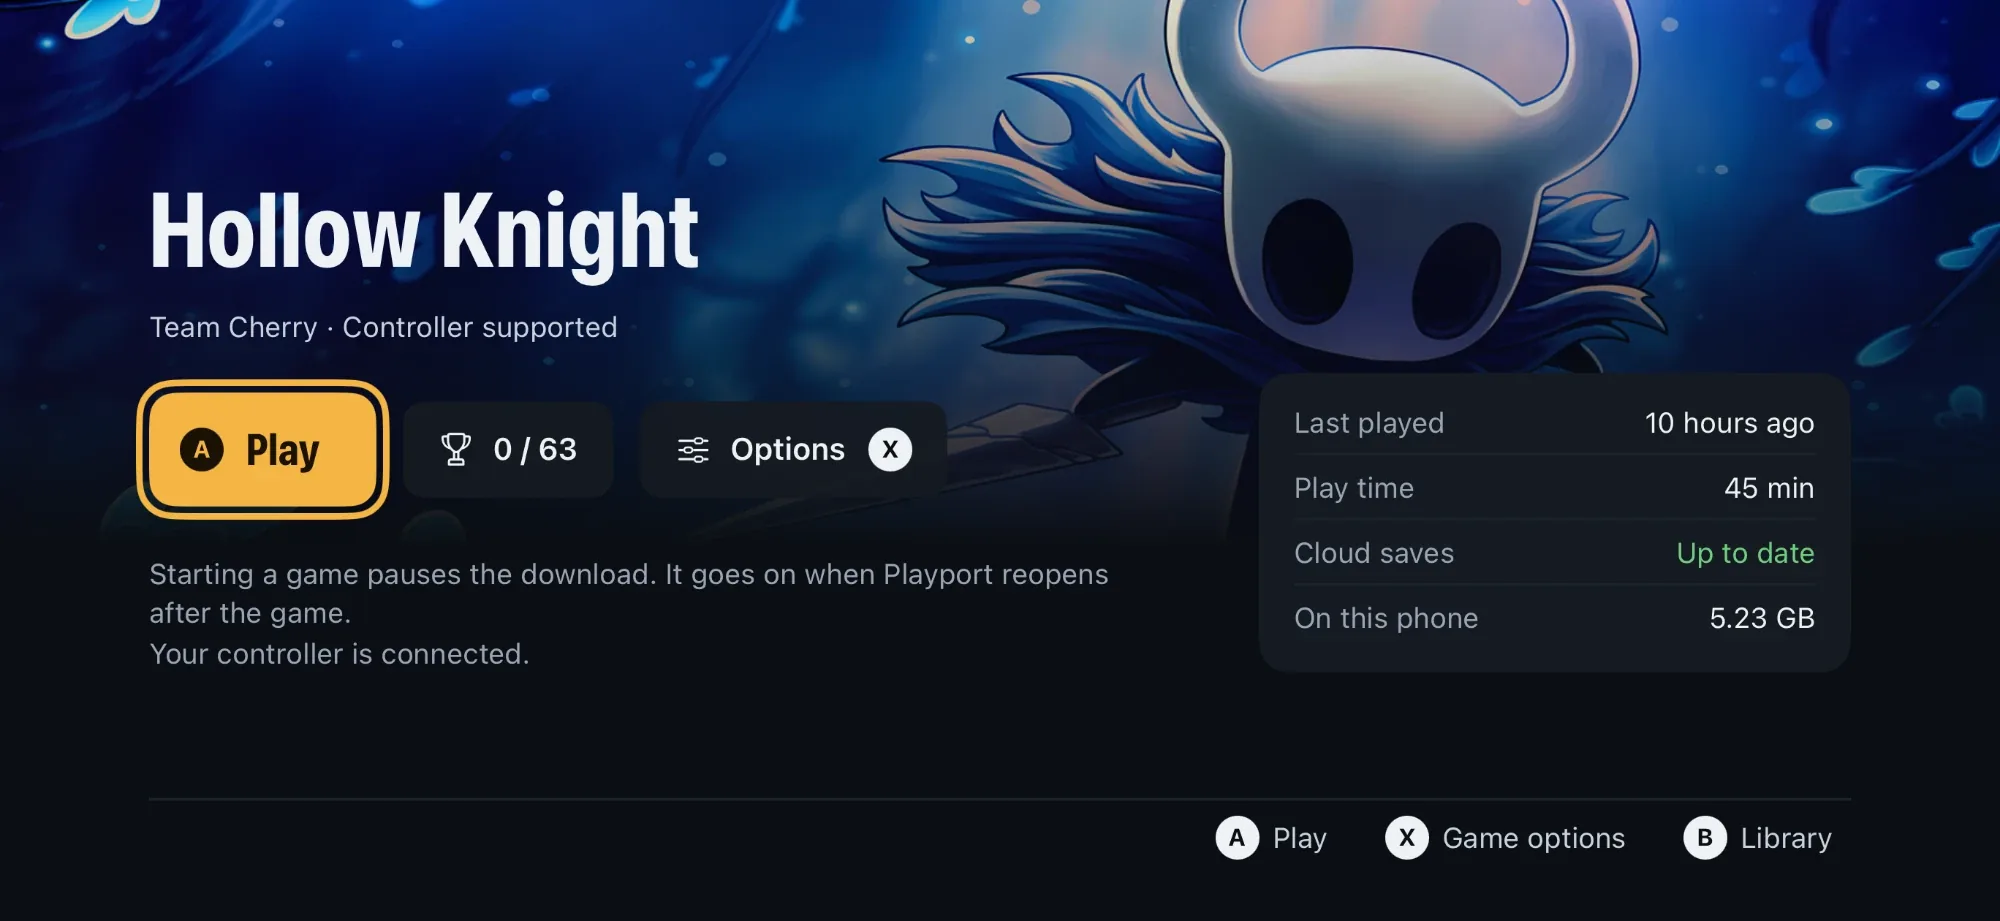 Hollow Knight
Team Cherry · Controller supported
A Play
0 / 63
Options X
Starting a game pauses the download. It goes on when Playport reopens
after the game.
Your controller is connected.
Last played 10 hours ago
Play time 45 min
Cloud saves Up to date
On this phone 5.23 GB
A Play X Game options B Library